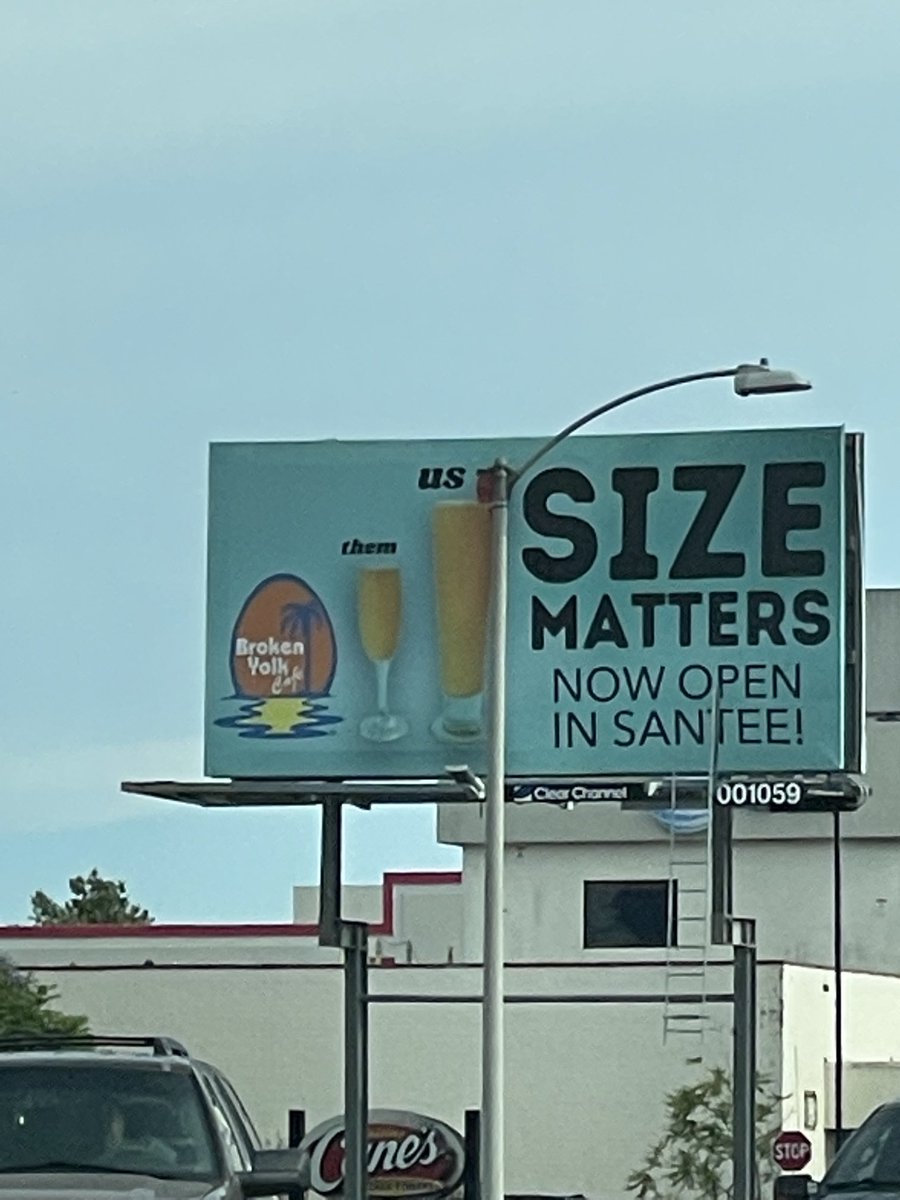 us
SIZE
them
MATTERS
Broken
Yolk
Cafe
NOW OPEN
IN SANTEE!
Clear Channel
001059
Cane's
STOP